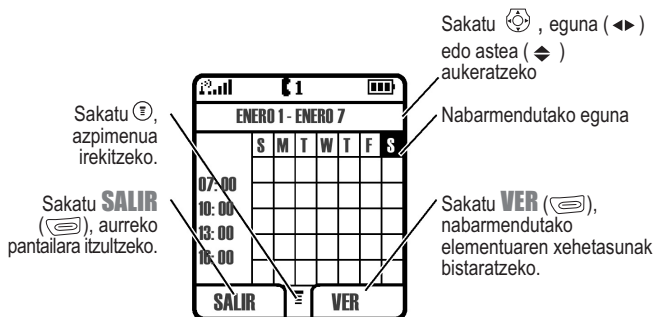 Sakatu , eguna ( )
edo astea ( )
aukeratzeko
1
ENERO 1 - ENERO 7
Sakatu ,
azpimenua
irekitzeko.
Nabarmendutako eguna
S M T W T F S
07: 00
10: 00
13: 00
16: 00
Sakatu SALIR
( ), aurreko
pantailara itzultzeko.
Sakatu VER ( ),
nabarmendutako
elementuaren xehetasunak
bistaratzeko.
SALIR VER